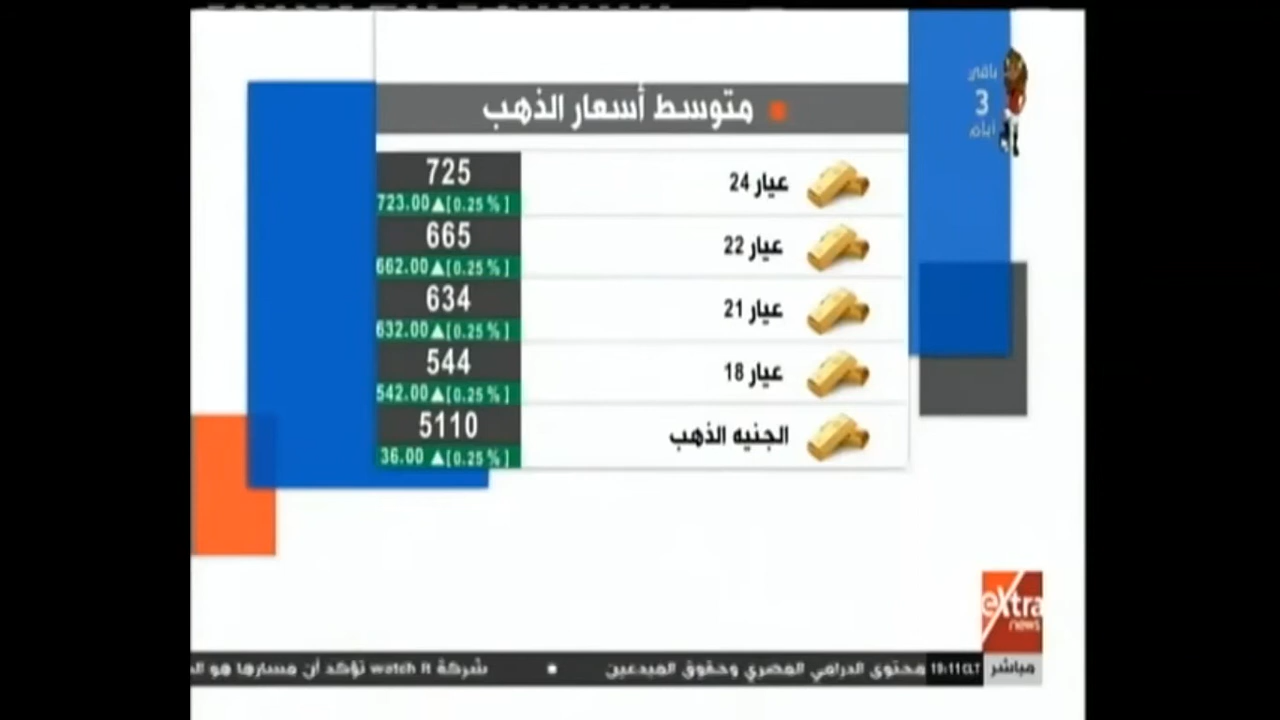 باقي
3
أيام
متوسط أسعار الذهب
عيار 24
725
723.00▲[0.25%]
عيار 22
665
662.00▲[0.25%]
عيار 21
634
632.00▲[0.25%]
عيار 18
544
542.00▲[0.25%]
الجنيه الذهب
5110
36.00 ▲[0.25%]
eXtra
news
مباشر
19:11CLT
محتوى الدرامي المصري وحقوق المبدعين • شركة watch it تؤكد أن مسارها هو